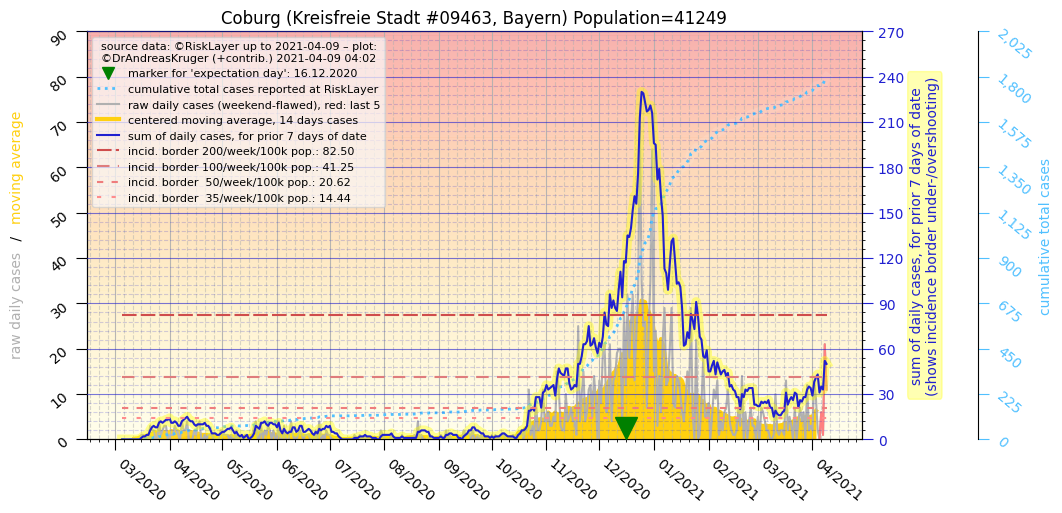 Coburg (Kreisfreie Stadt #09463, Bayern) Population=41249
source data: ©RiskLayer up to 2021-04-09 – plot:
©DrAndreasKruger (+contrib.) 2021-04-09 04:02
marker for 'expectation day': 16.12.2020
cumulative total cases reported at RiskLayer
raw daily cases (weekend-flawed), red: last 5
centered moving average, 14 days cases
sum of daily cases, for prior 7 days of date
incid. border 200/week/100k pop.: 82.50
incid. border 100/week/100k pop.: 41.25
incid. border  50/week/100k pop.: 20.62
incid. border  35/week/100k pop.: 14.44
raw daily cases / moving average
90
80
70
60
50
40
30
20
10
0
270
240
210
180
150
120
90
60
30
0
sum of daily cases, for prior 7 days of date
(shows incidence border under-/overshooting)
2,025
1,800
1,575
1,350
1,125
900
675
450
225
0
cumulative total cases
03/2020
04/2020
05/2020
06/2020
07/2020
08/2020
09/2020
10/2020
11/2020
12/2020
01/2021
02/2021
03/2021
04/2021